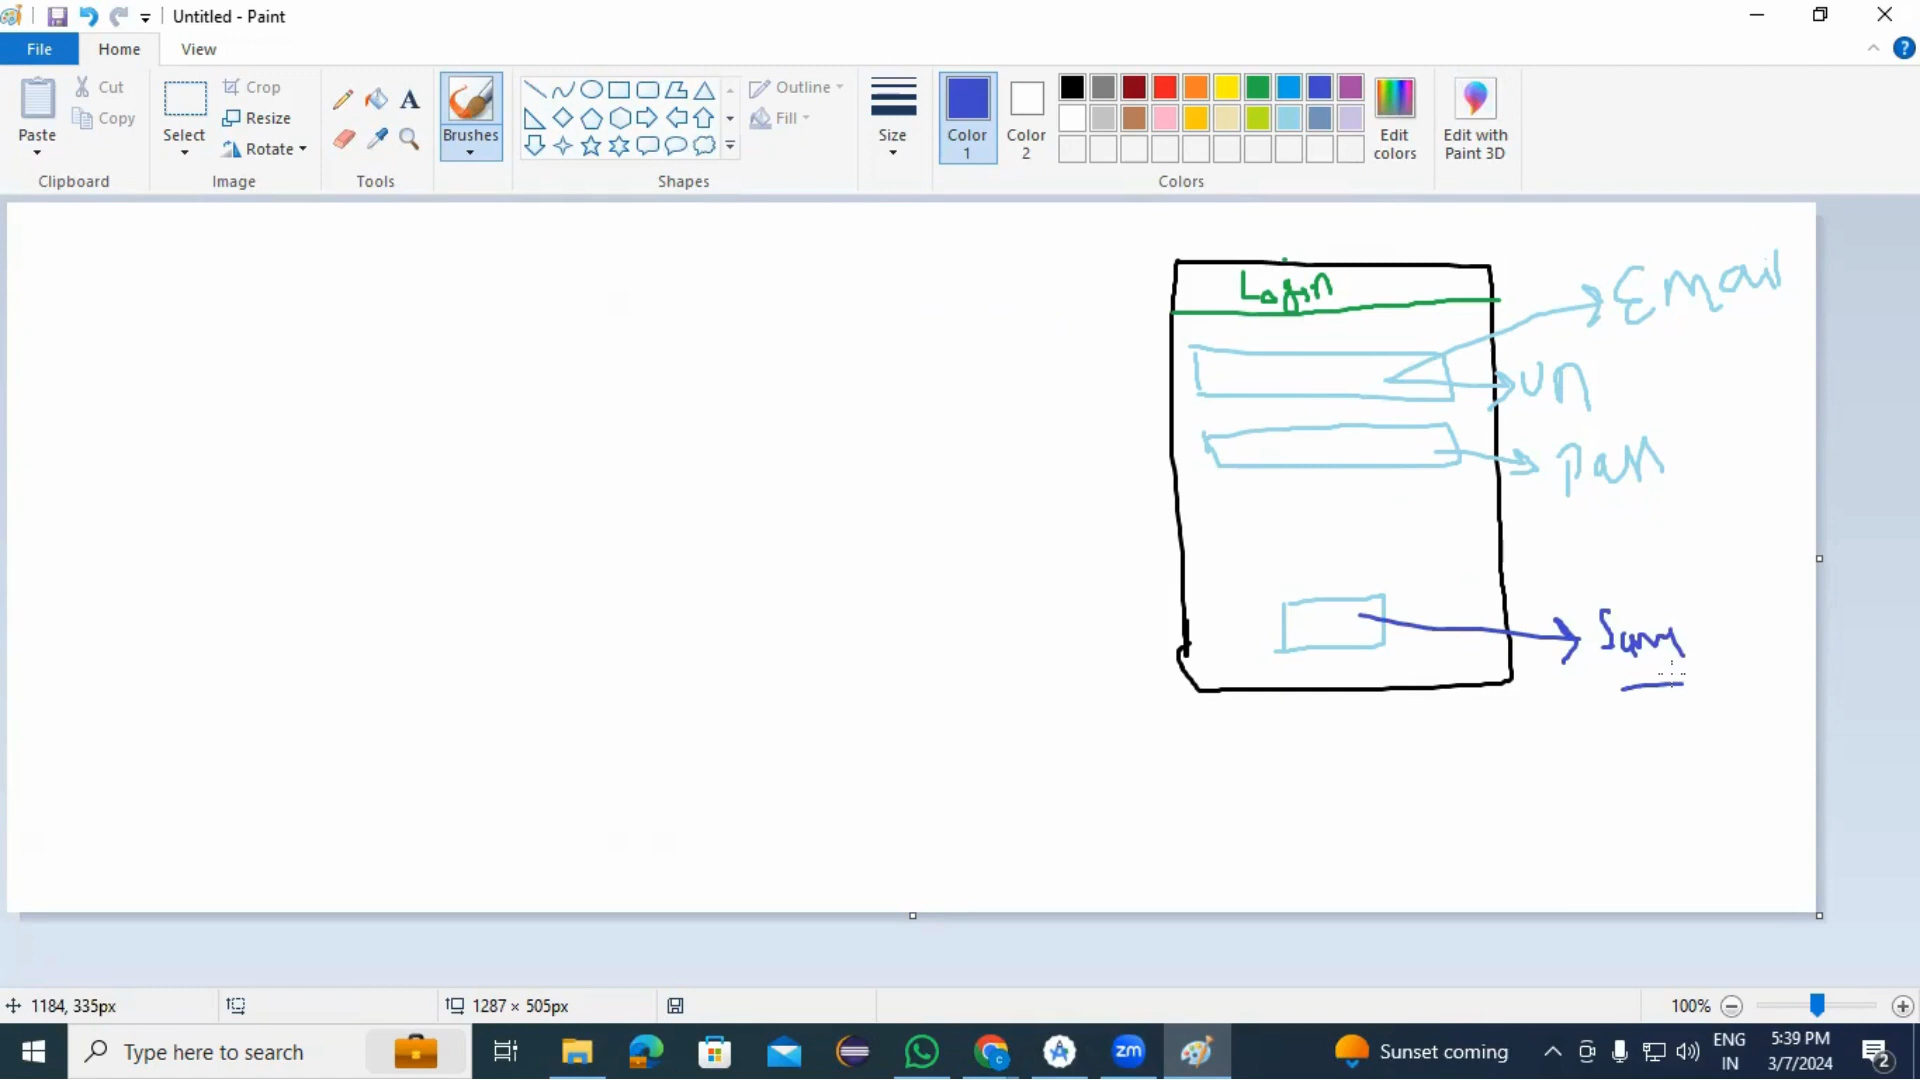 Untitled - Paint
File
Home
View
Paste
Cut
Copy
Clipboard
Select
Crop
Resize
Rotate
Image
A
Tools
Brushes
Outline
Fill
Shapes
Size
Color 1
Color 2
Edit colors
Colors
Edit with Paint 3D
?
Login
Email
UN
Pass
1184, 335px
1287 × 505px
100%
Type here to search
zm
Sunset coming
ENG
IN
5:39 PM
3/7/2024
2